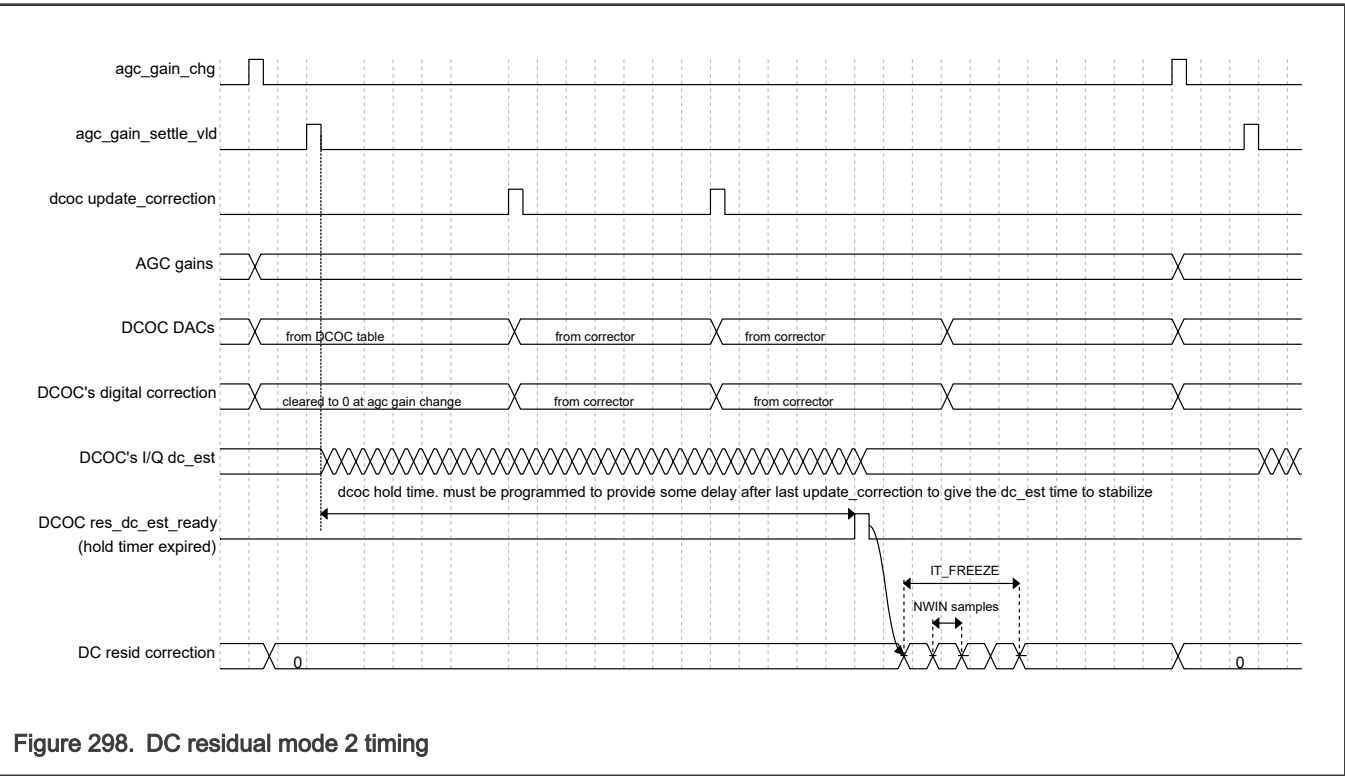 agc_gain_chg
agc_gain_settle_vld
dcoc update_correction
AGC gains
DCOC DACs
from DCOC table
from corrector
from corrector
DCOC's digital correction
cleared to 0 at agc gain change
from corrector
from corrector
DCOC's I/Q dc_est
dcoc hold time. must be programmed to provide some delay after last update_correction to give the dc_est time to stabilize
DCOC res_dc_est_ready
(hold timer expired)
IT_FREEZE
NWIN samples
DC resid correction
0
0
Figure 298. DC residual mode 2 timing